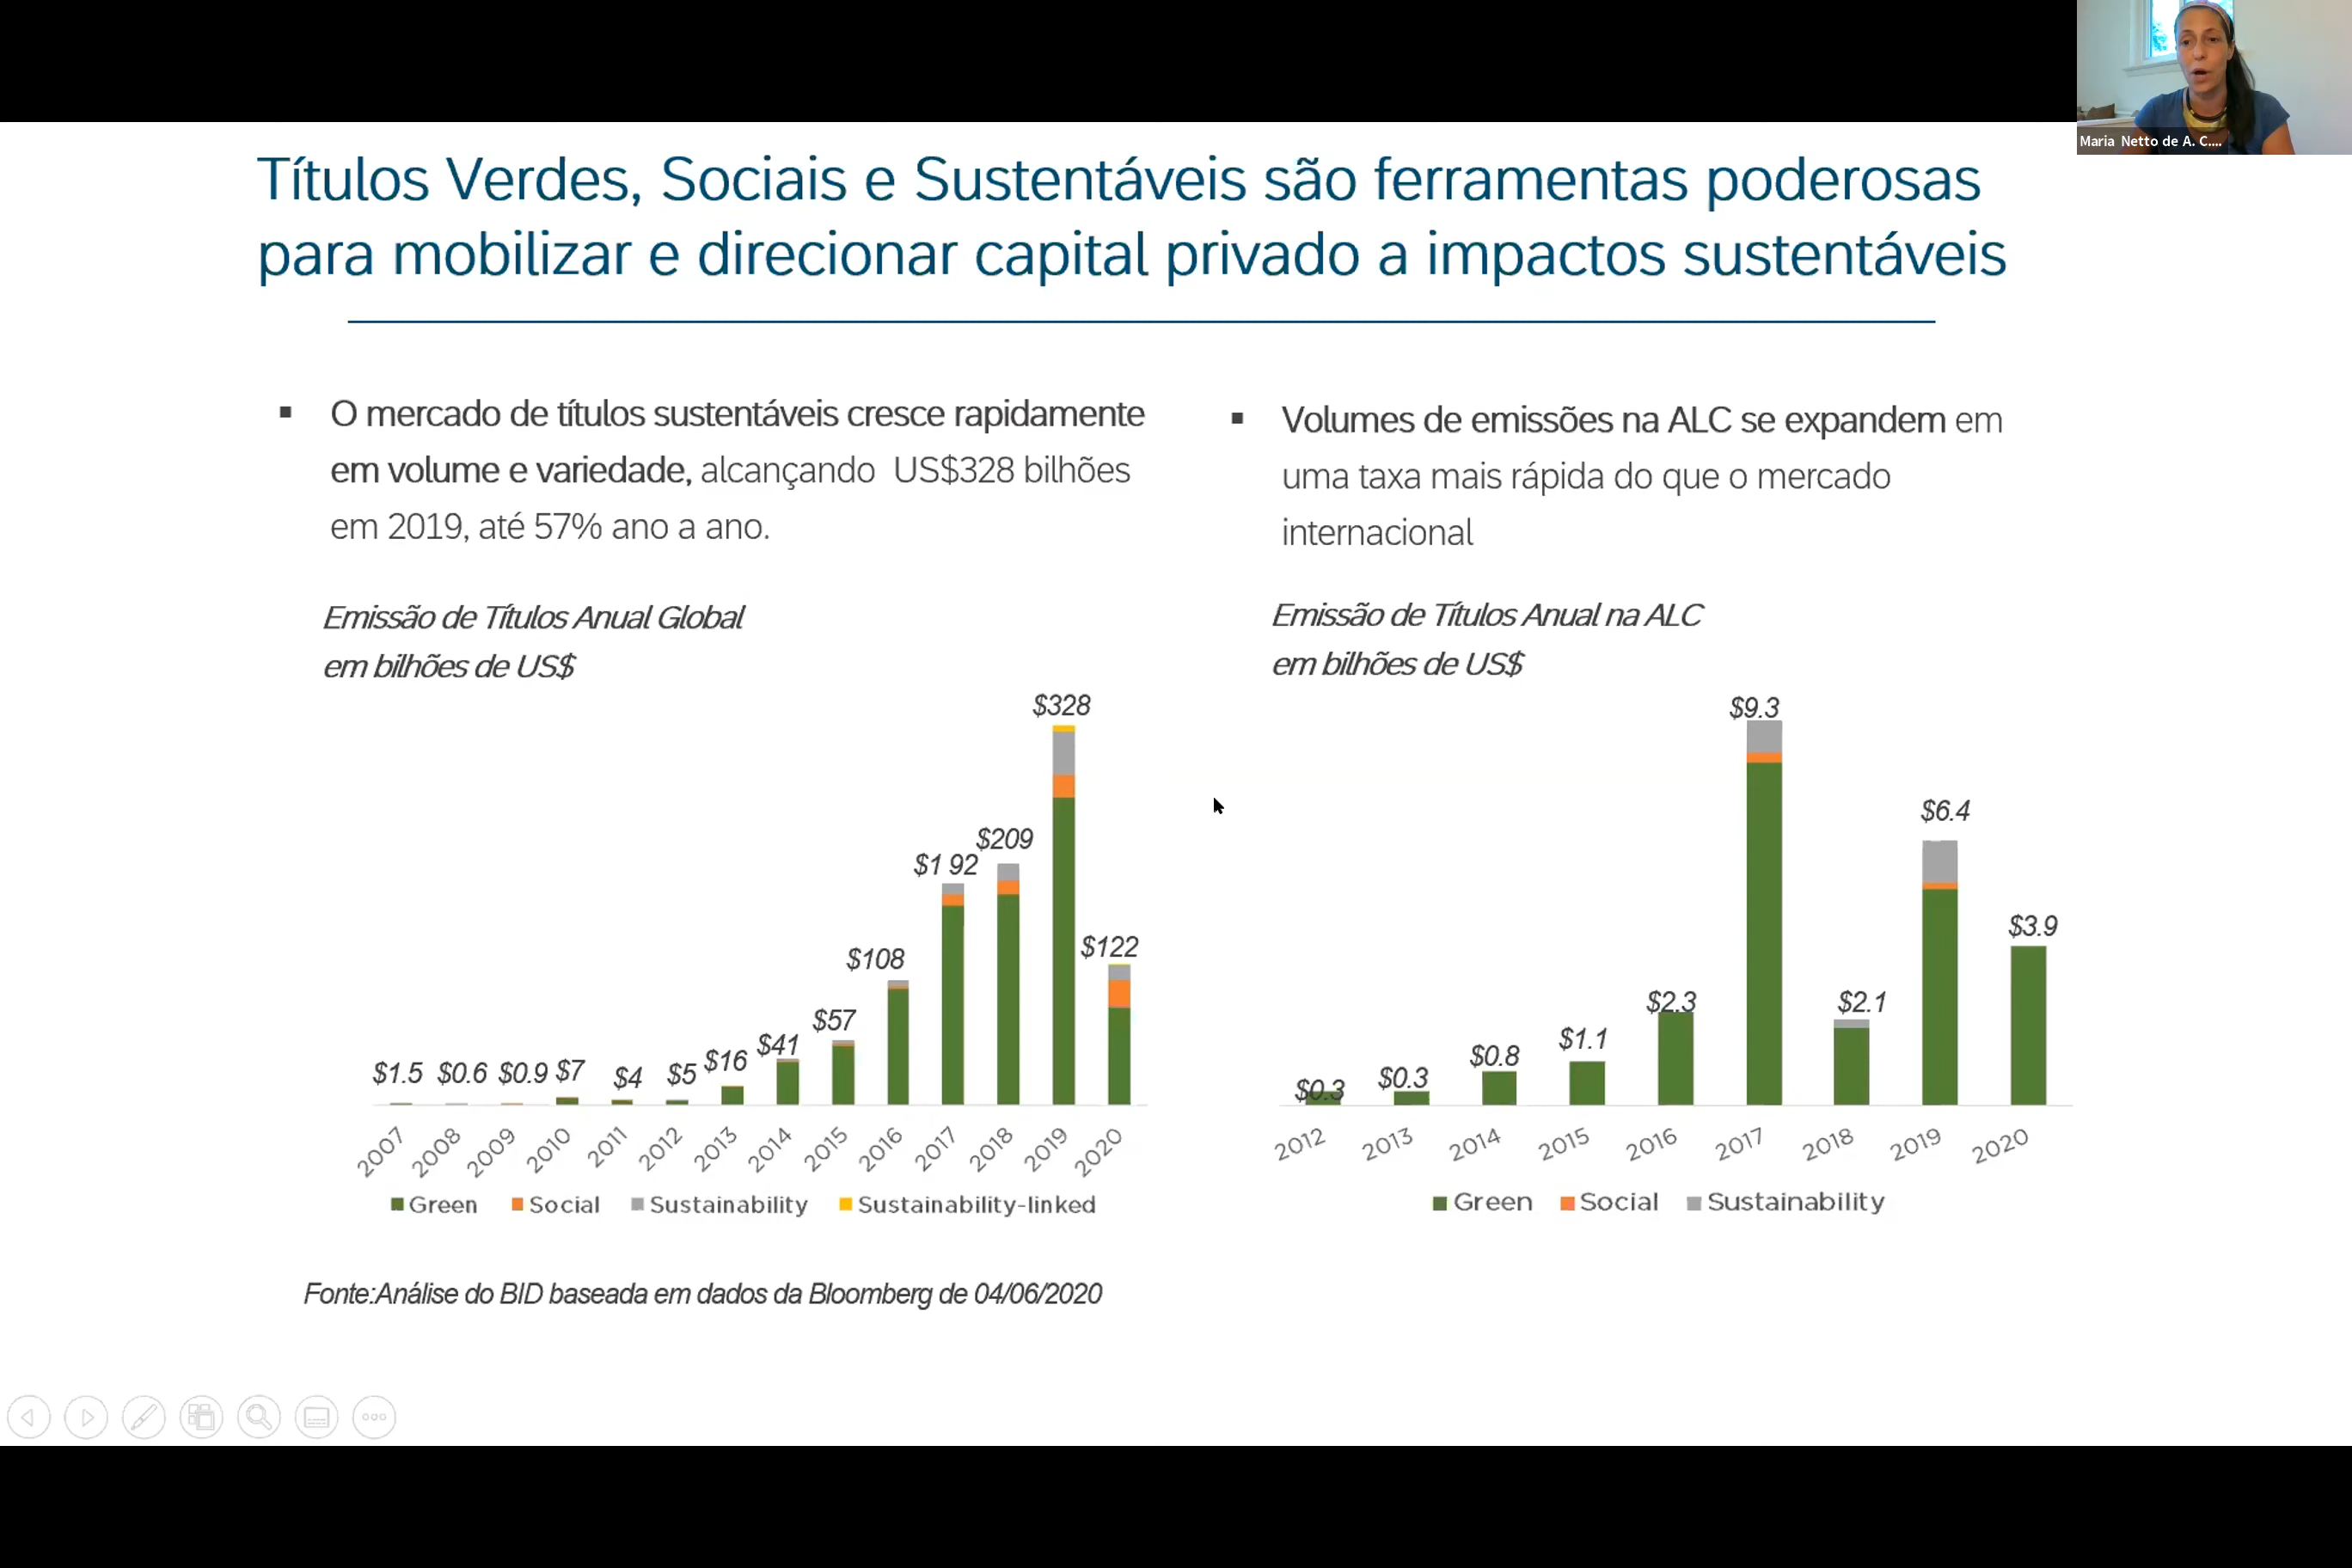 Maria Netto de A. C....
Títulos Verdes, Sociais e Sustentáveis são ferramentas poderosas
para mobilizar e direcionar capital privado a impactos sustentáveis
▪ O mercado de títulos sustentáveis cresce rapidamente
em volume e variedade, alcançando US$328 bilhões
em 2019, até 57% ano a ano.
Emissão de Títulos Anual Global
em bilhões de US$
$328
$209
$1 92
$122
$108
$57
$41
$16
$1.5 $0.6 $0.9 $7 $4 $5
2007 2008 2009 2010 2011 2012 2013 2014 2015 2016 2017 2018 2019 2020
Green Social Sustainability Sustainability-linked
▪ Volumes de emissões na ALC se expandem em
uma taxa mais rápida do que o mercado
internacional
Emissão de Títulos Anual na ALC
em bilhões de US$
$9.3
$6.4
$3.9
$2.3 $2.1
$1.1
$0.8
$0.3 $0.3
2012 2013 2014 2015 2016 2017 2018 2019 2020
Green Social Sustainability
Fonte:Análise do BID baseada em dados da Bloomberg de 04/06/2020